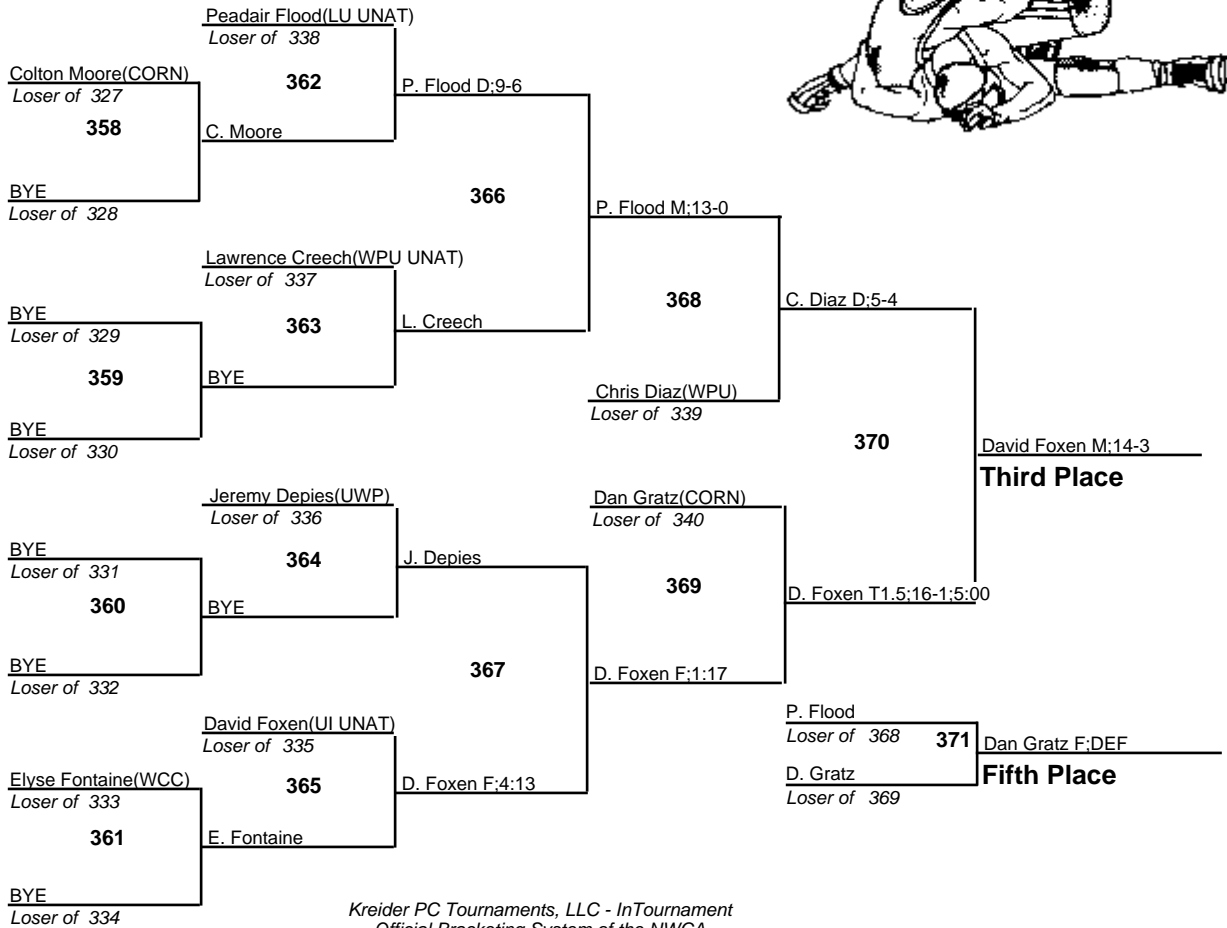 Peadair Flood(LU UNAT)
Loser of 338
Colton Moore(CORN)
Loser of 327
362
P. Flood D;9-6
358
C. Moore
BYE
Loser of 328
366
P. Flood M;13-0
Lawrence Creech(WPU UNAT)
Loser of 337
368
C. Diaz D;5-4
BYE
Loser of 329
363
L. Creech
359
BYE
Chris Diaz(WPU)
Loser of 339
BYE
Loser of 330
370
David Foxen M;14-3
Third Place
Jeremy Depies(UWP)
Loser of 336
Dan Gratz(CORN)
Loser of 340
BYE
Loser of 331
364
J. Depies
369
360
BYE
D. Foxen T1.5;16-1;5:00
BYE
Loser of 332
367
D. Foxen F;1:17
David Foxen(UI UNAT)
Loser of 335
P. Flood
Loser of 368
371
Dan Gratz F;DEF
Fifth Place
Elyse Fontaine(WCC)
Loser of 333
365
D. Foxen F;4:13
D. Gratz
Loser of 369
361
E. Fontaine
BYE
Loser of 334
Kreider PC Tournaments, LLC - InTournament
Official Bracketing System of the NWCA